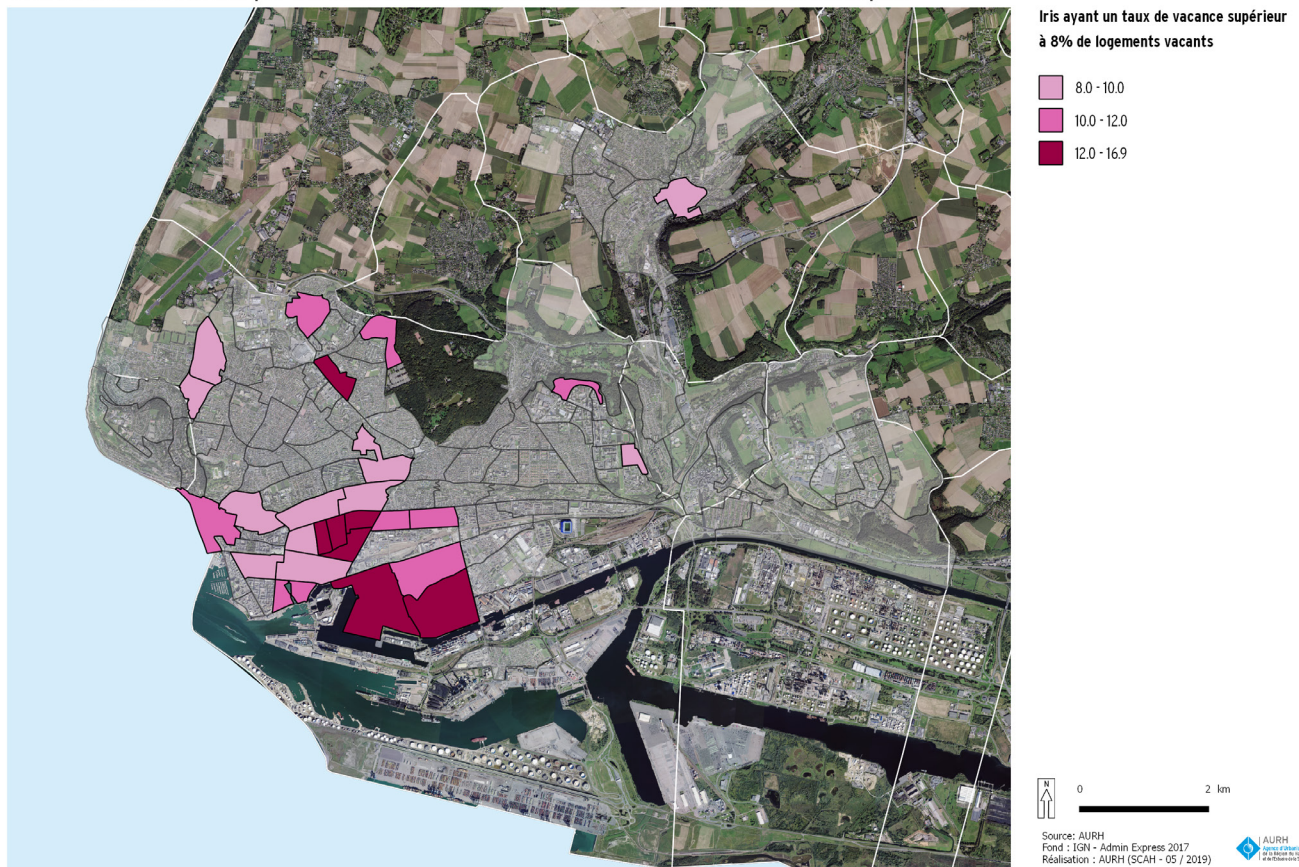 Iris ayant un taux de vacance supérieur
à 8% de logements vacants
8.0 - 10.0
10.0 - 12.0
12.0 - 16.9
N
0 2 km
Source: AURH
Fond : IGN - Admin Express 2017
Réalisation : AURH (SCAH - 05 / 2019)
AURH